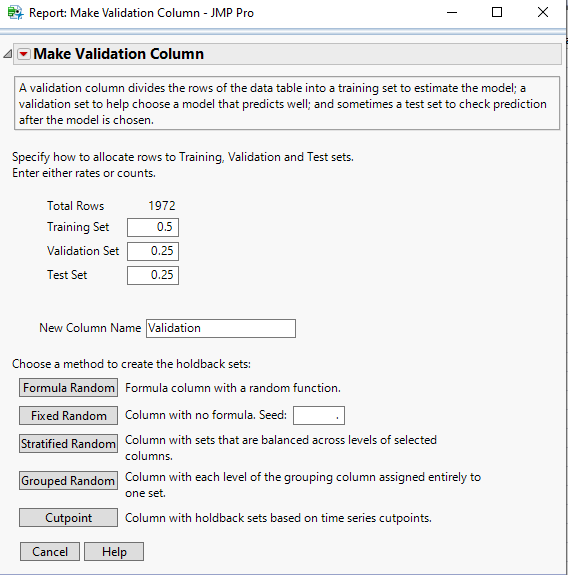 Report: Make Validation Column - JMP Pro
Make Validation Column
A validation column divides the rows of the data table into a training set to estimate the model; a
validation set to help choose a model that predicts well; and sometimes a test set to check prediction
after the model is chosen.
Specify how to allocate rows to Training, Validation and Test sets.
Enter either rates or counts.
Total Rows 1972
Training Set 0.5
Validation Set 0.25
Test Set 0.25
New Column Name Validation
Choose a method to create the holdback sets:
Formula Random Formula column with a random function.
Fixed Random Column with no formula. Seed: .
Stratified Random Column with sets that are balanced across levels of selected
columns.
Grouped Random Column with each level of the grouping column assigned entirely to
one set.
Cutpoint Column with holdback sets based on time series cutpoints.
Cancel Help